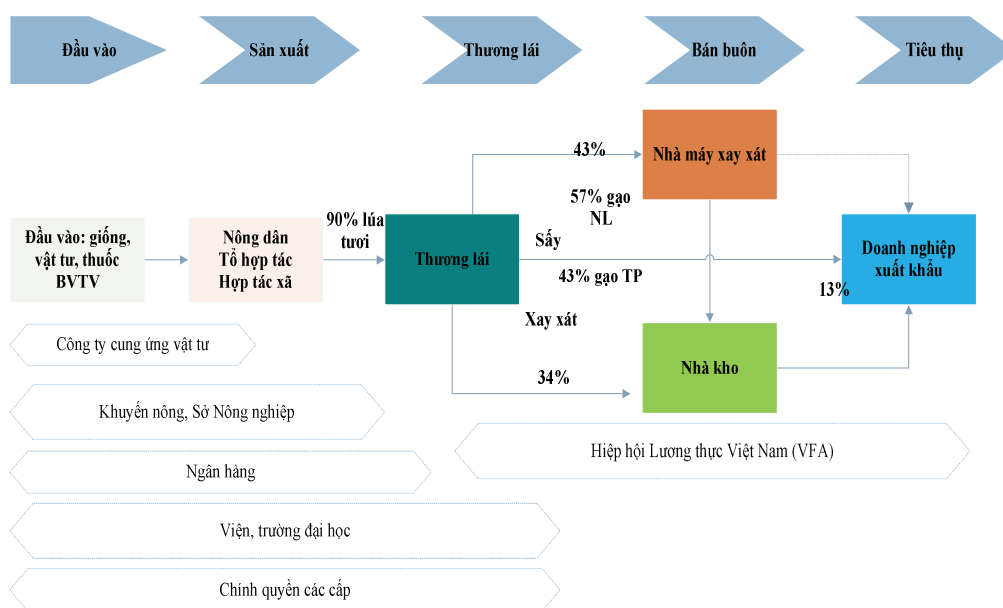 Đầu vào
Sản xuất
Thương lái
Bán buôn
Tiêu thụ
43%
Nhà máy xay xát
57% gạo
NL
90% lúa
tươi
Đầu vào: giống,
vật tư, thuốc
BVTV
Nông dân
Tổ hợp tác
Hợp tác xã
Thương lái
Sấy
43% gạo TP
Xay xát
Doanh nghiệp
xuất khẩu
13%
34%
Nhà kho
Công ty cung ứng vật tư
Khuyến nông, Sở Nông nghiệp
Hiệp hội Lương thực Việt Nam (VFA)
Ngân hàng
Viện, trường đại học
Chính quyền các cấp